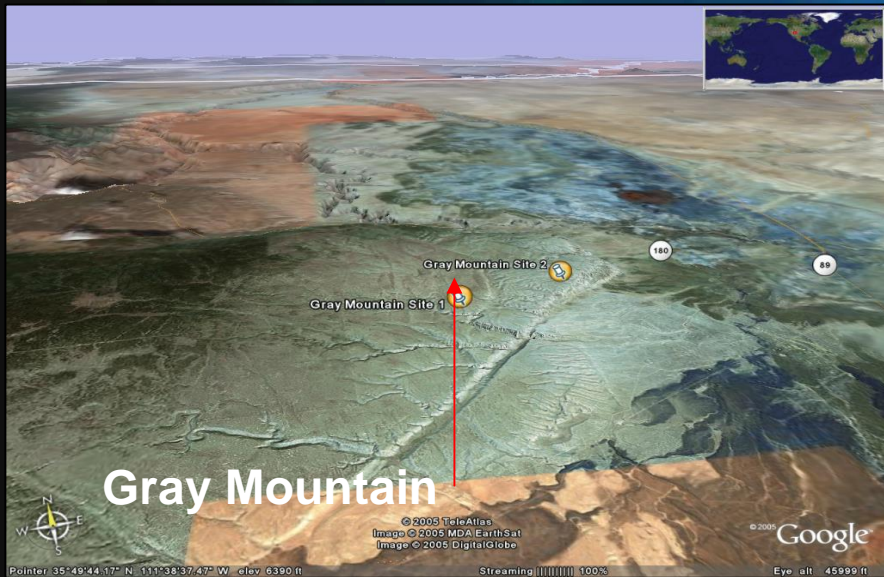 Gray Mountain Site 2
180
89
Gray Mountain Site 1
Gray Mountain
N
W E
S
© 2005 TeleAtlas
Image © 2005 MDA EarthSat
Image © 2005 DigitalGlobe
© 2005 Google™
Pointer 35°49'44.17" N 111°38'37.47" W elev 6390 ft Streaming |||||||||| 100% Eye alt 45999 ft